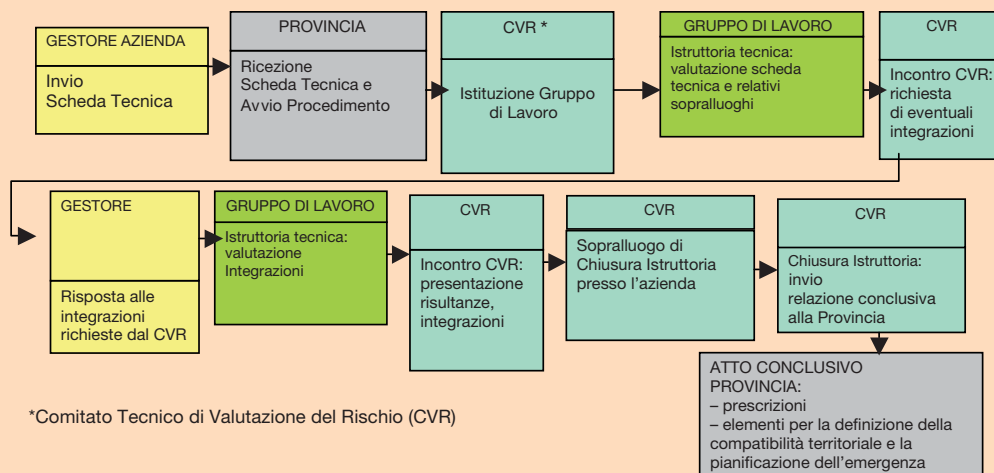 GESTORE AZIENDA
Invio
Scheda Tecnica
PROVINCIA
Ricezione
Scheda Tecnica e
Avvio Procedimento
CVR *
Istituzione Gruppo
di Lavoro
GRUPPO DI LAVORO
Istruttoria tecnica:
valutazione scheda
tecnica e relativi
sopralluoghi
CVR
Incontro CVR:
richiesta
di eventuali
integrazioni
GESTORE
Risposta alle
integrazioni
richieste dal CVR
GRUPPO DI LAVORO
Istruttoria tecnica:
valutazione
Integrazioni
CVR
Incontro CVR:
presentazione
risultanze,
integrazioni
CVR
Sopralluogo di
Chiusura Istruttoria
presso l'azienda
CVR
Chiusura Istruttoria:
invio
relazione conclusiva
alla Provincia
ATTO CONCLUSIVO
PROVINCIA:
– prescrizioni
– elementi per la definizione della
compatibilità territoriale e la
pianificazione dell'emergenza
*Comitato Tecnico di Valutazione del Rischio (CVR)